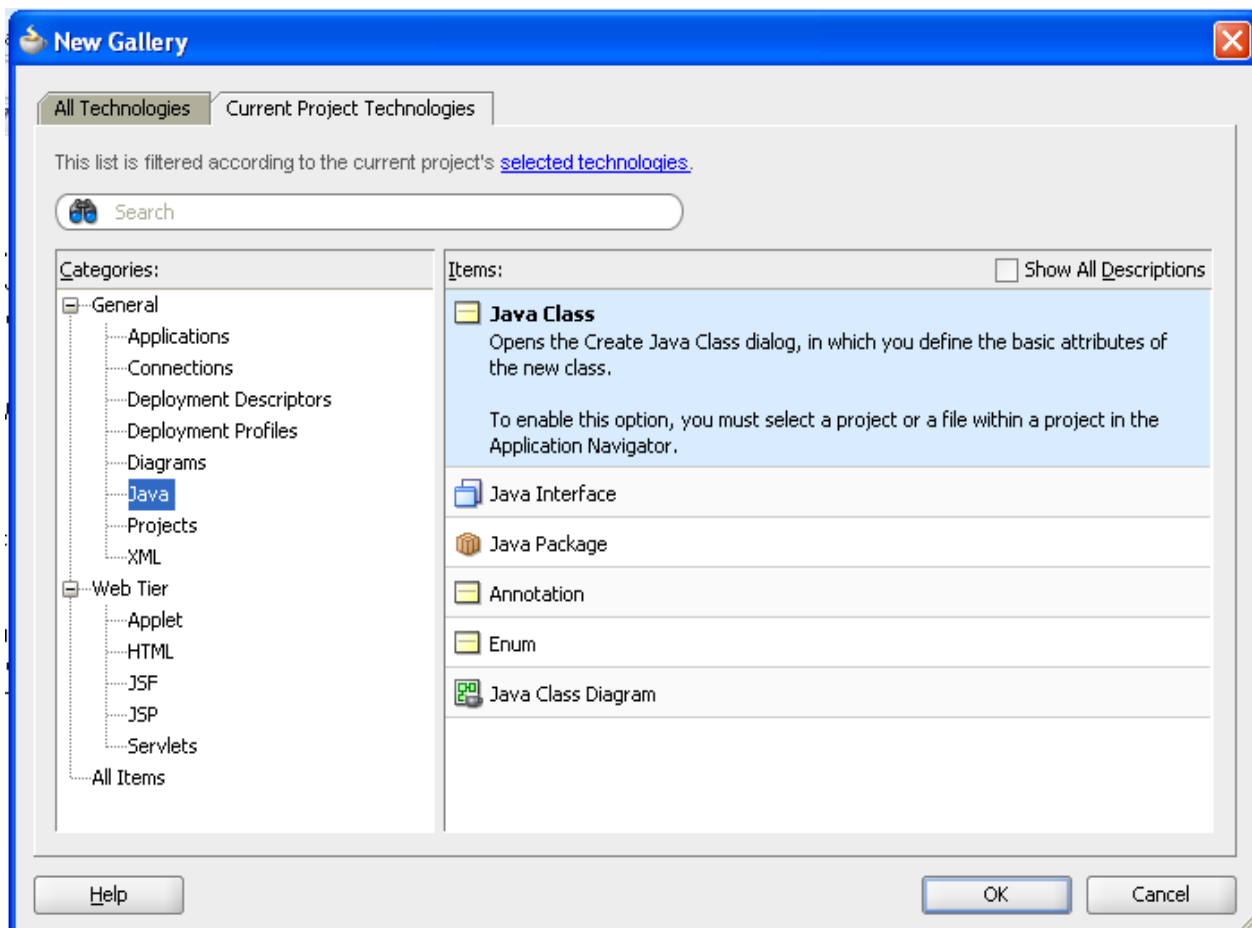 New Gallery
All Technologies
Current Project Technologies
This list is filtered according to the current project's selected technologies.
Search
Categories:
General
Applications
Connections
Deployment Descriptors
Deployment Profiles
Diagrams
Java
Projects
XML
Web Tier
Applet
HTML
JSF
JSP
Servlets
All Items
Items:
Show All Descriptions
Java Class
Opens the Create Java Class dialog, in which you define the basic attributes of
the new class.
To enable this option, you must select a project or a file within a project in the
Application Navigator.
Java Interface
Java Package
Annotation
Enum
Java Class Diagram
Help
OK
Cancel